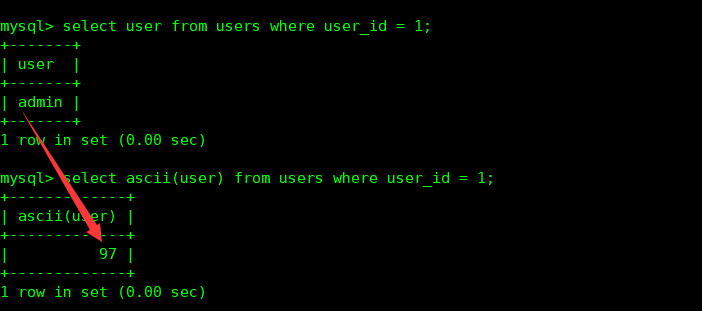 mysql> select user from users where user_id = 1;
+-------+
| user  |
+-------+
| admin |
+-------+
1 row in set (0.00 sec)
mysql> select ascii(user) from users where user_id = 1;
+-------------+
| ascii(user) |
+-------------+
|          97 |
+-------------+
1 row in set (0.00 sec)